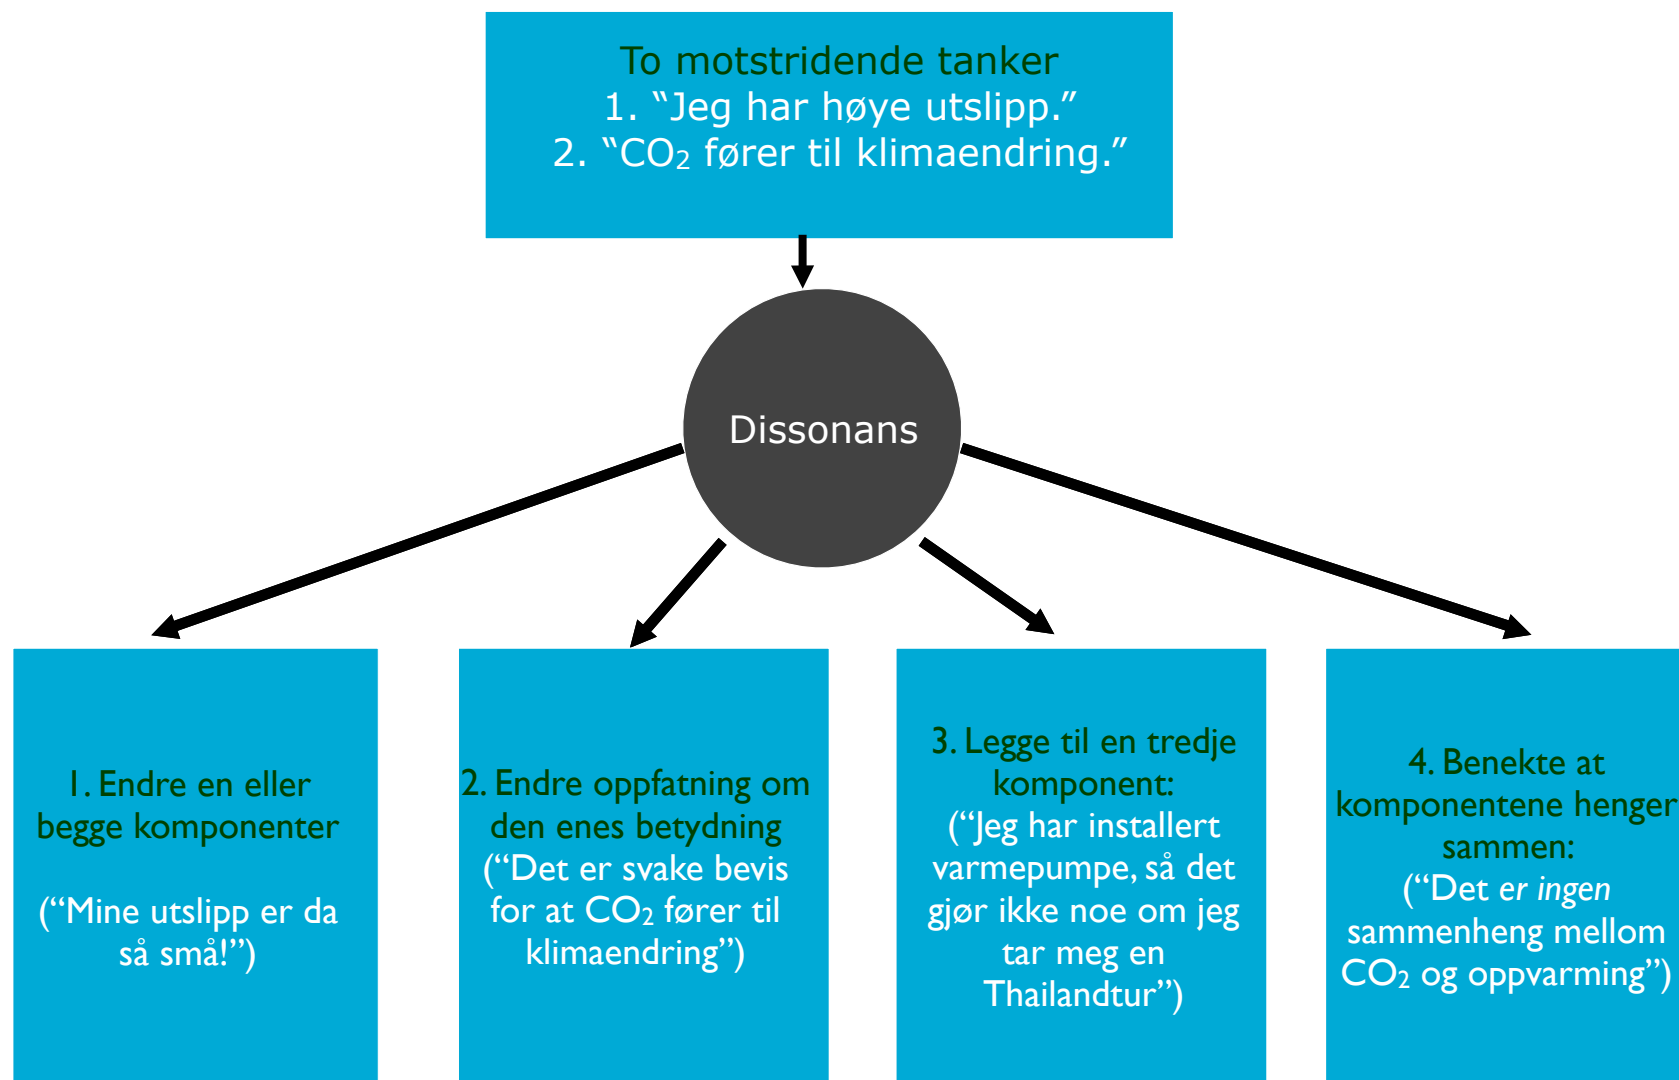 To motstridende tanker
1. “Jeg har høye utslipp.”
2. “CO₂ fører til klimaendring.”
Dissonans
1. Endre en eller
begge komponenter
(“Mine utslipp er da
så små!”)
2. Endre oppfatning om
den enes betydning
(“Det er svake bevis
for at CO₂ fører til
klimaendring”)
3. Legge til en tredje
komponent:
(“Jeg har installert
varmepumpe, så det
gjør ikke noe om jeg
tar meg en
Thailandtur”)
4. Benekte at
komponentene henger
sammen:
(“Det er ingen
sammenheng mellom
CO₂ og oppvarming”)